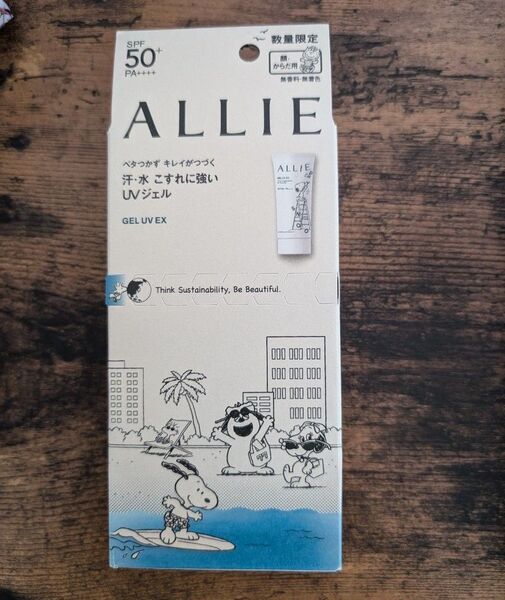 SPF
50+
PA++++
数量限定
顔・
からだ用
無香料・無着色
ALLIE
ベタつかず キレイがつづく
汗・水 こすれに強い
UVジェル
GEL UV EX
ALLIE
Think Sustainability, Be Beautiful.